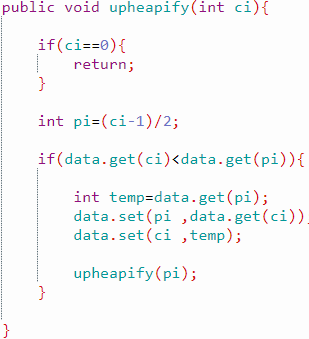 public void upheapify(int ci){
if(ci==0){
return;
}
int pi=(ci-1)/2;
if(data.get(ci)<data.get(pi)){
int temp=data.get(pi);
data.set(pi ,data.get(ci))
data.set(ci ,temp);
upheapify(pi);
}
}